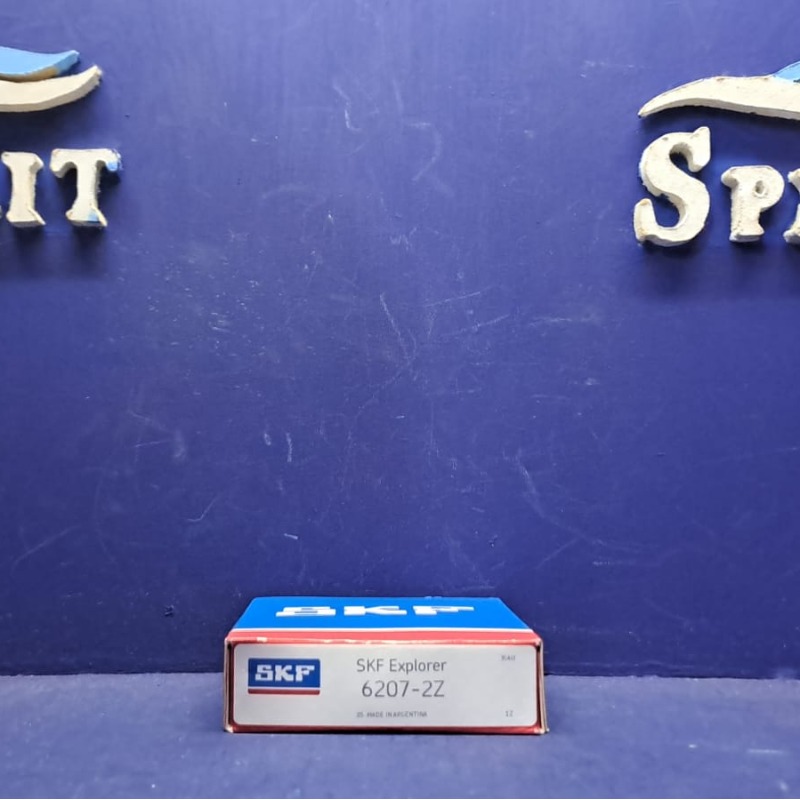 IT
SP
SKF
SKF
SKF Explorer
6207-2Z
MADE IN ARGENTINA